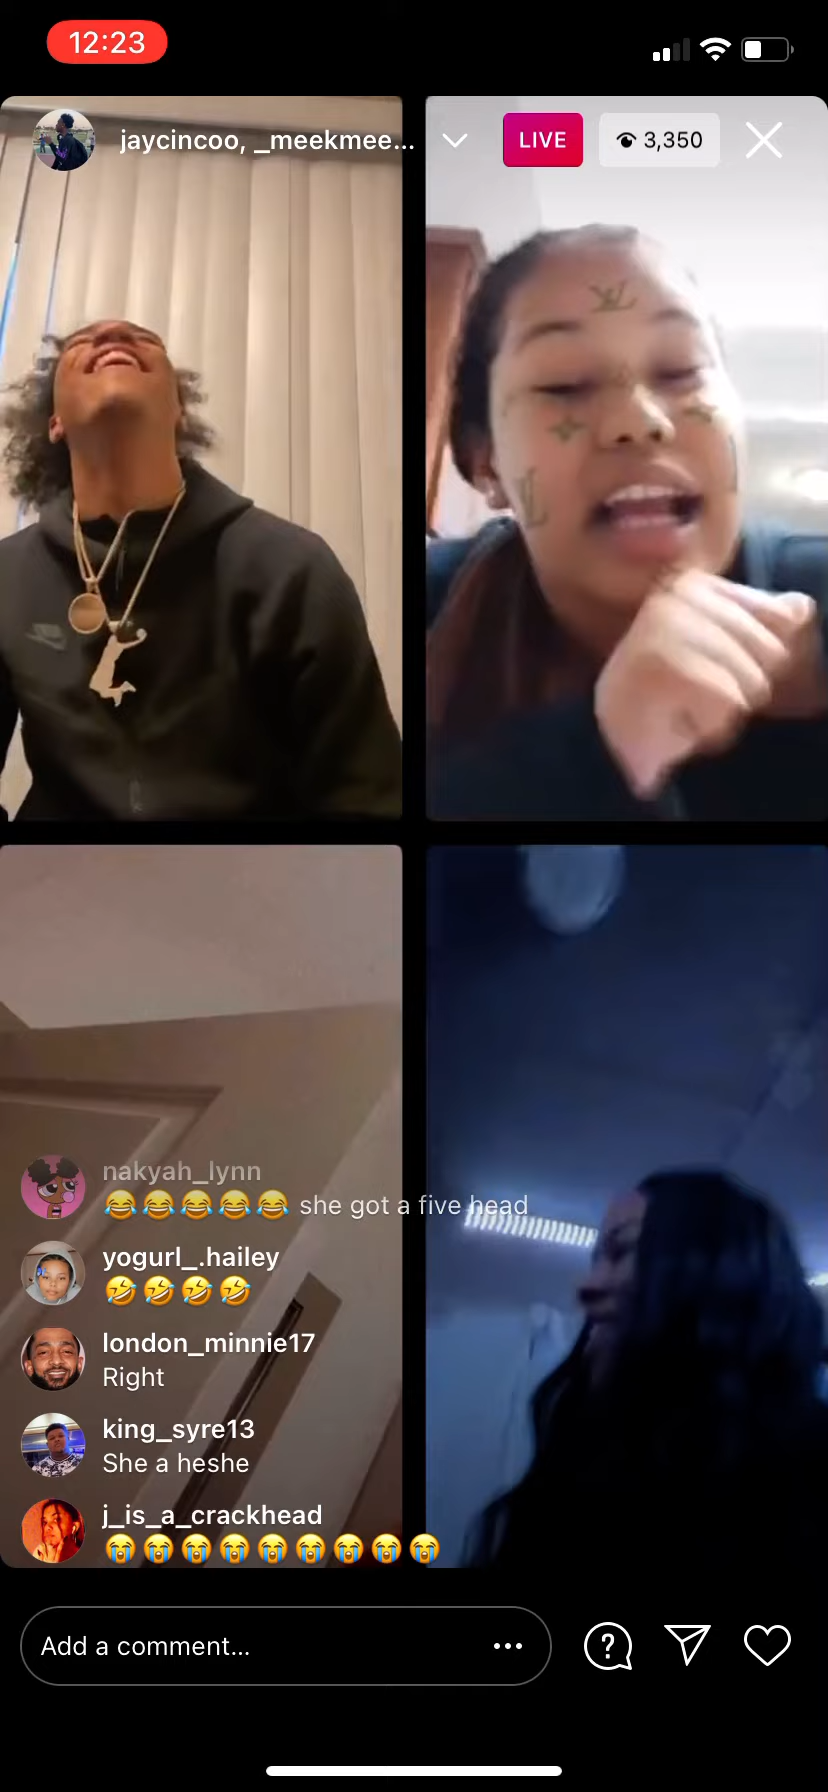 12:23
jaycincoo, _meekmee...
LIVE
3,350
nakyah_lynn
😂😂😂😂😂 she got a five head
yogurl_.hailey
🤣🤣🤣🤣
london_minnie17
Right
king_syre13
She a heshe
j_is_a_crackhead
😭😭😭😭😭😭😭😭😭
Add a comment...